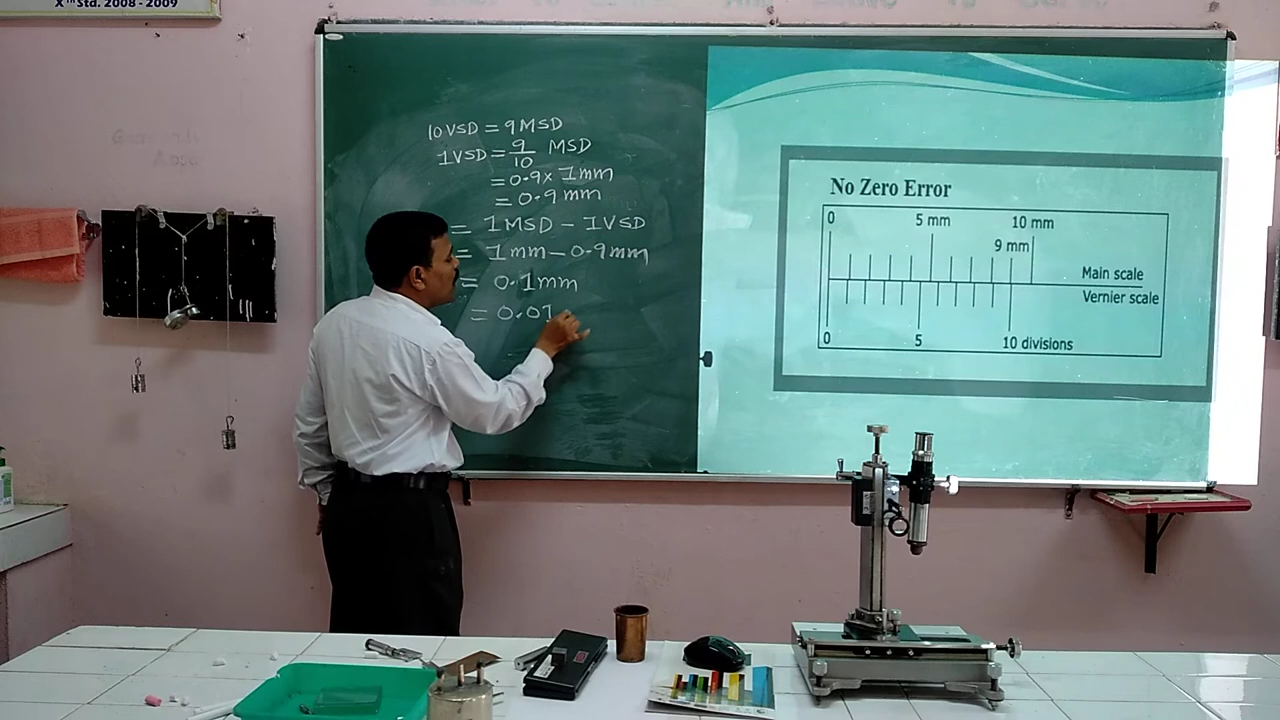 Xth Std. 2008 - 2009
10 VSD = 9 MSD
1 VSD = 9/10 MSD
= 0.9 x 1mm
= 0.9 mm
= 1 MSD - 1 VSD
= 1mm - 0.9mm
= 0.1mm
= 0.01
No Zero Error
0 5 mm 10 mm
9 mm
Main scale
Vernier scale
0 5 10 divisions